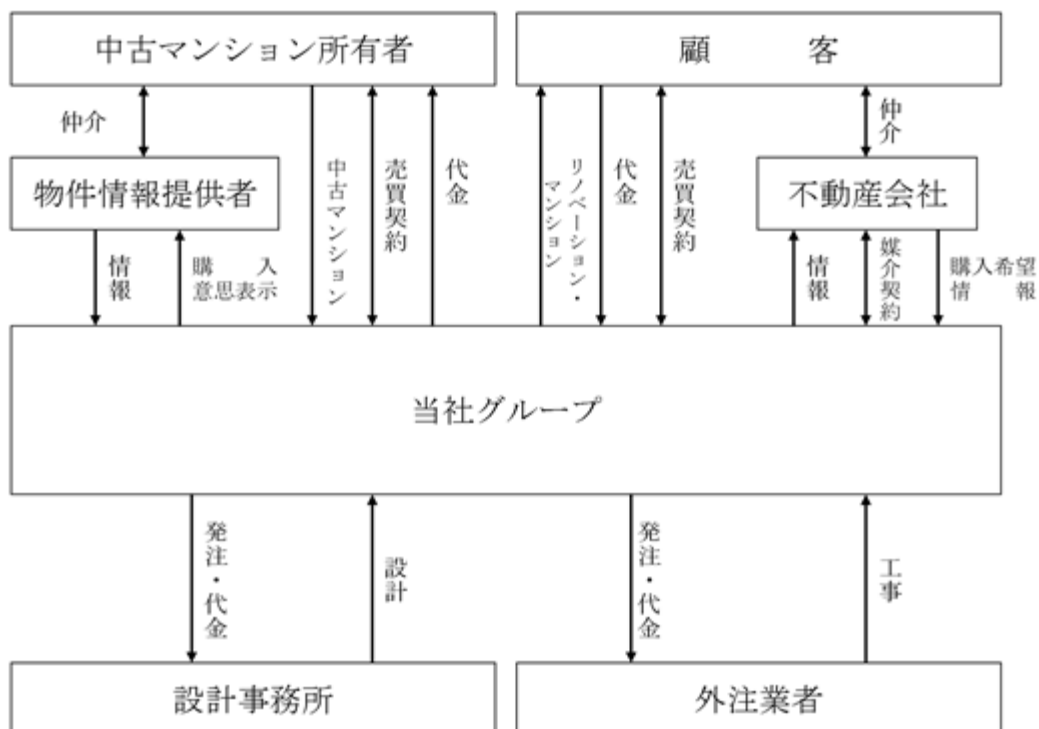 中古マンション所有者
顧客
仲介
物件情報提供者
中古マンション
売買契約
代金
リノベーション・
マンション
代金
売買契約
仲介
不動産会社
情報
購入
意思表示
情報
媒介契約
購入希望
情報
当社グループ
発注・代金
設計
発注・代金
工事
設計事務所
外注業者